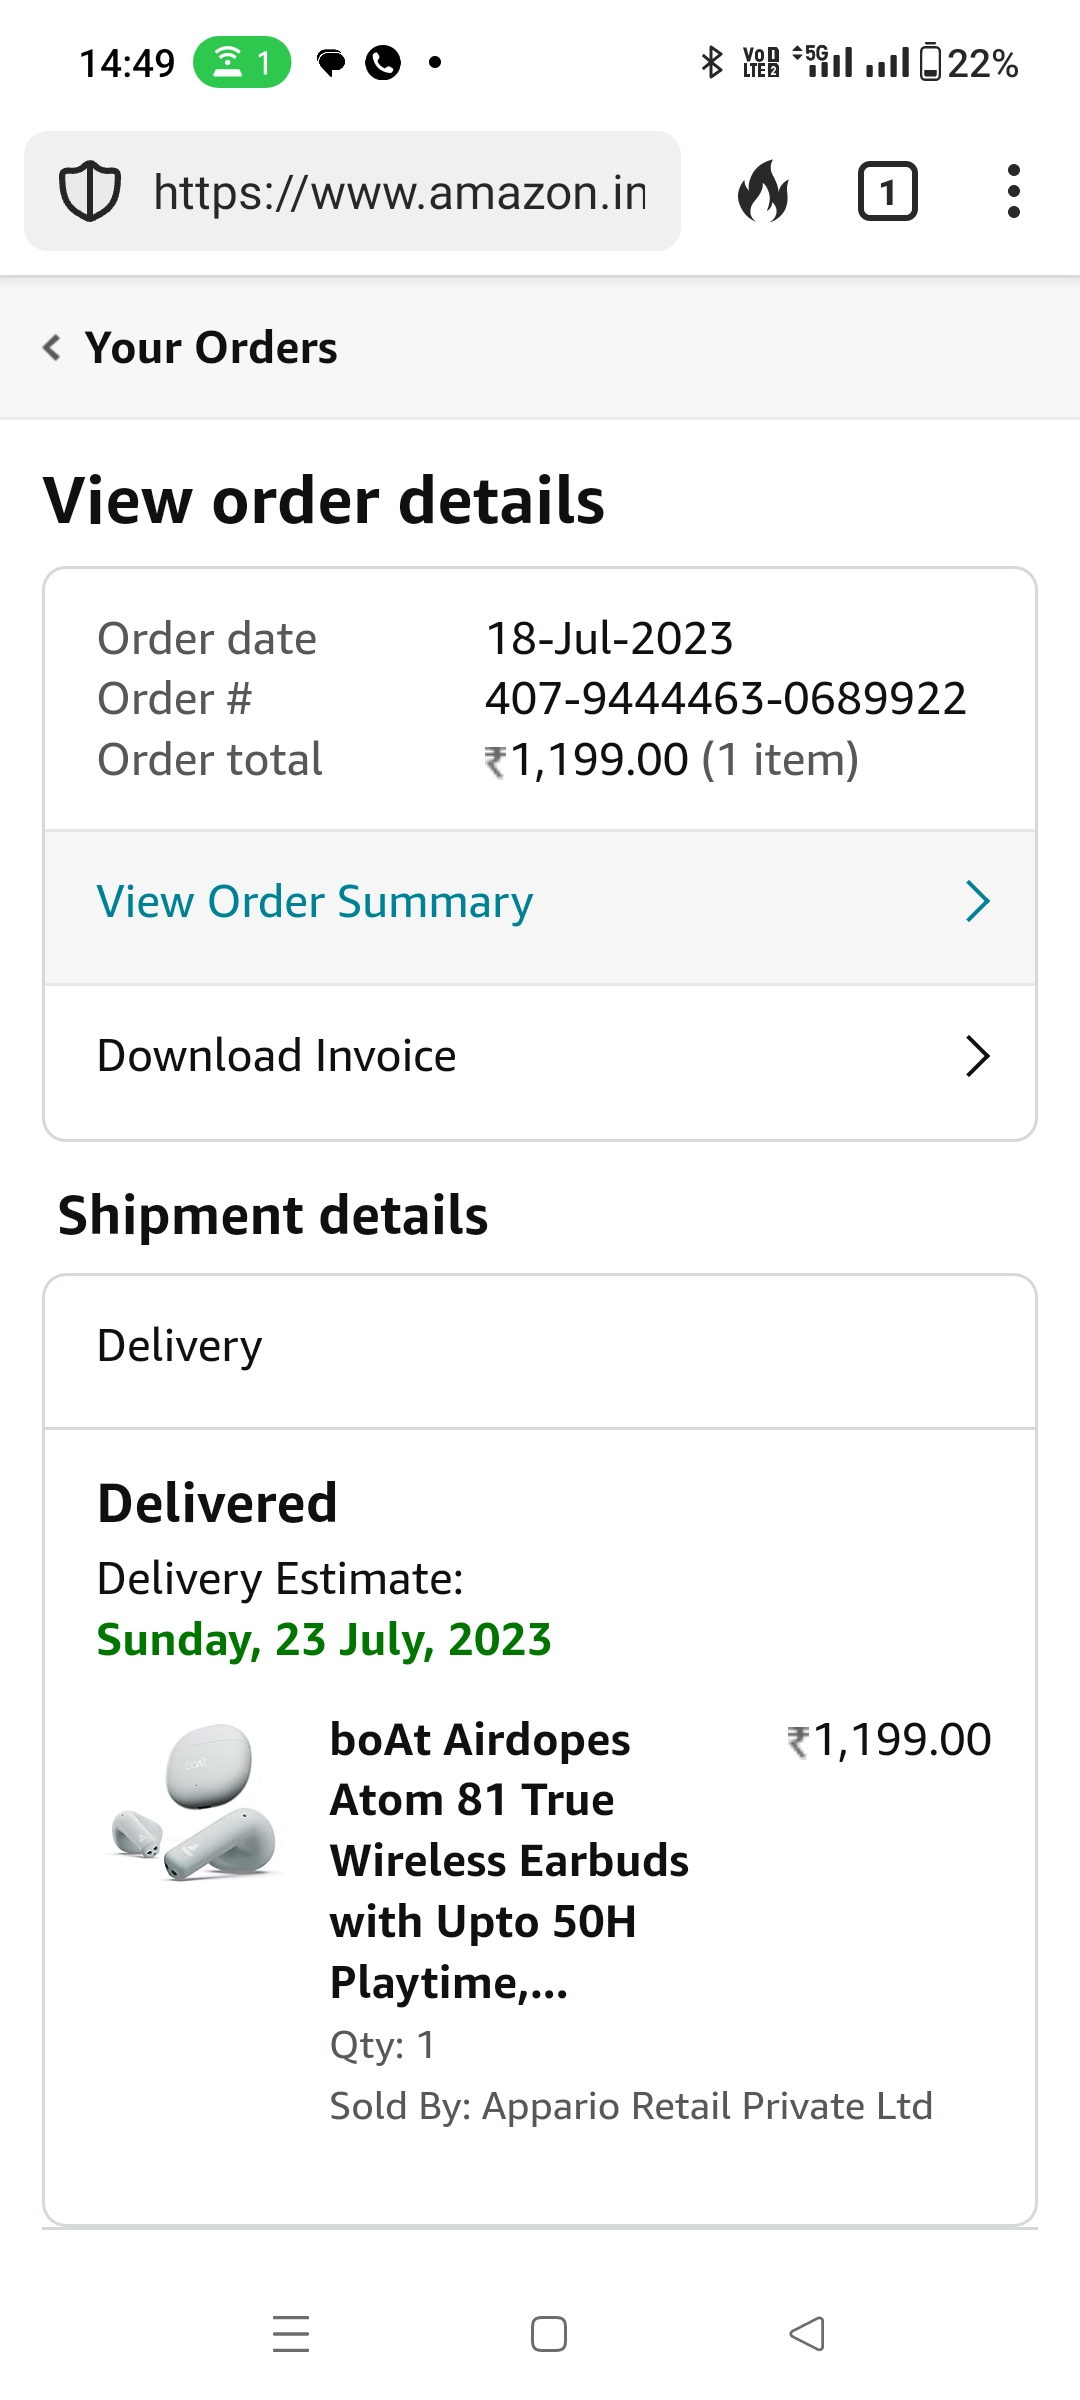 14:49 1 VoD LTE2 5G 22%
https://www.amazon.in 1
Your Orders
View order details
Order date 18-Jul-2023
Order # 407-9444463-0689922
Order total ₹1,199.00 (1 item)
View Order Summary
Download Invoice
Shipment details
Delivery
Delivered
Delivery Estimate:
Sunday, 23 July, 2023
boAt Airdopes ₹1,199.00
Atom 81 True
Wireless Earbuds
with Upto 50H
Playtime,...
Qty: 1
Sold By: Appario Retail Private Ltd
boAt